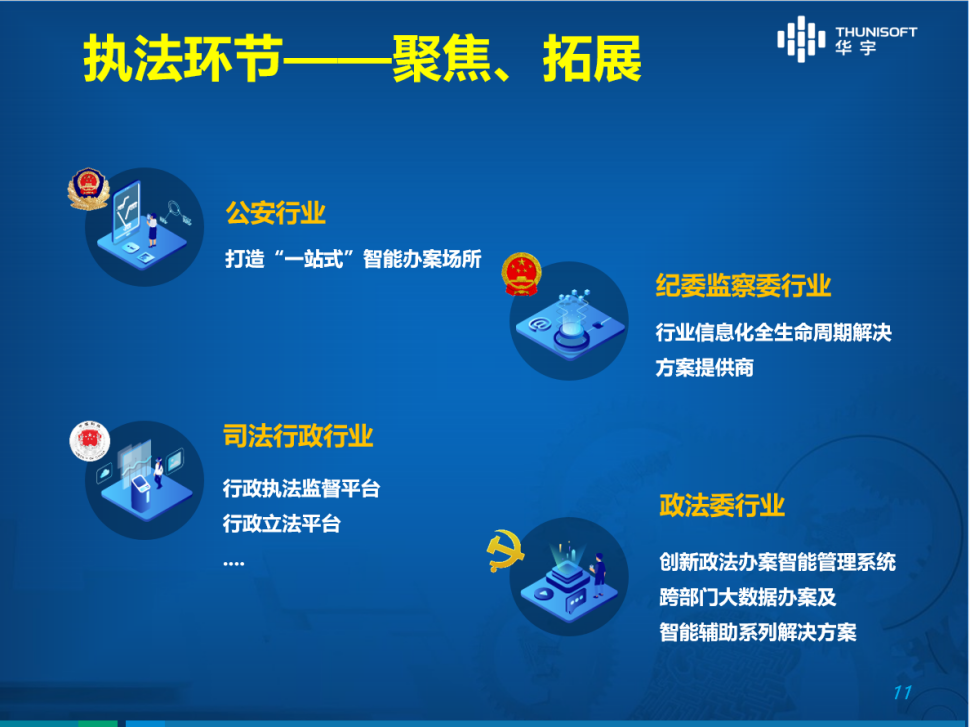 执法环节——聚焦、拓展
THUNISOFT
华宇
公安行业
打造“一站式”智能办案场所
纪委监察委行业
行业信息化全生命周期解决
方案提供商
司法行政行业
行政执法监督平台
行政立法平台
....
政法委行业
创新政法办案智能管理系统
跨部门大数据办案及
智能辅助系列解决方案
11